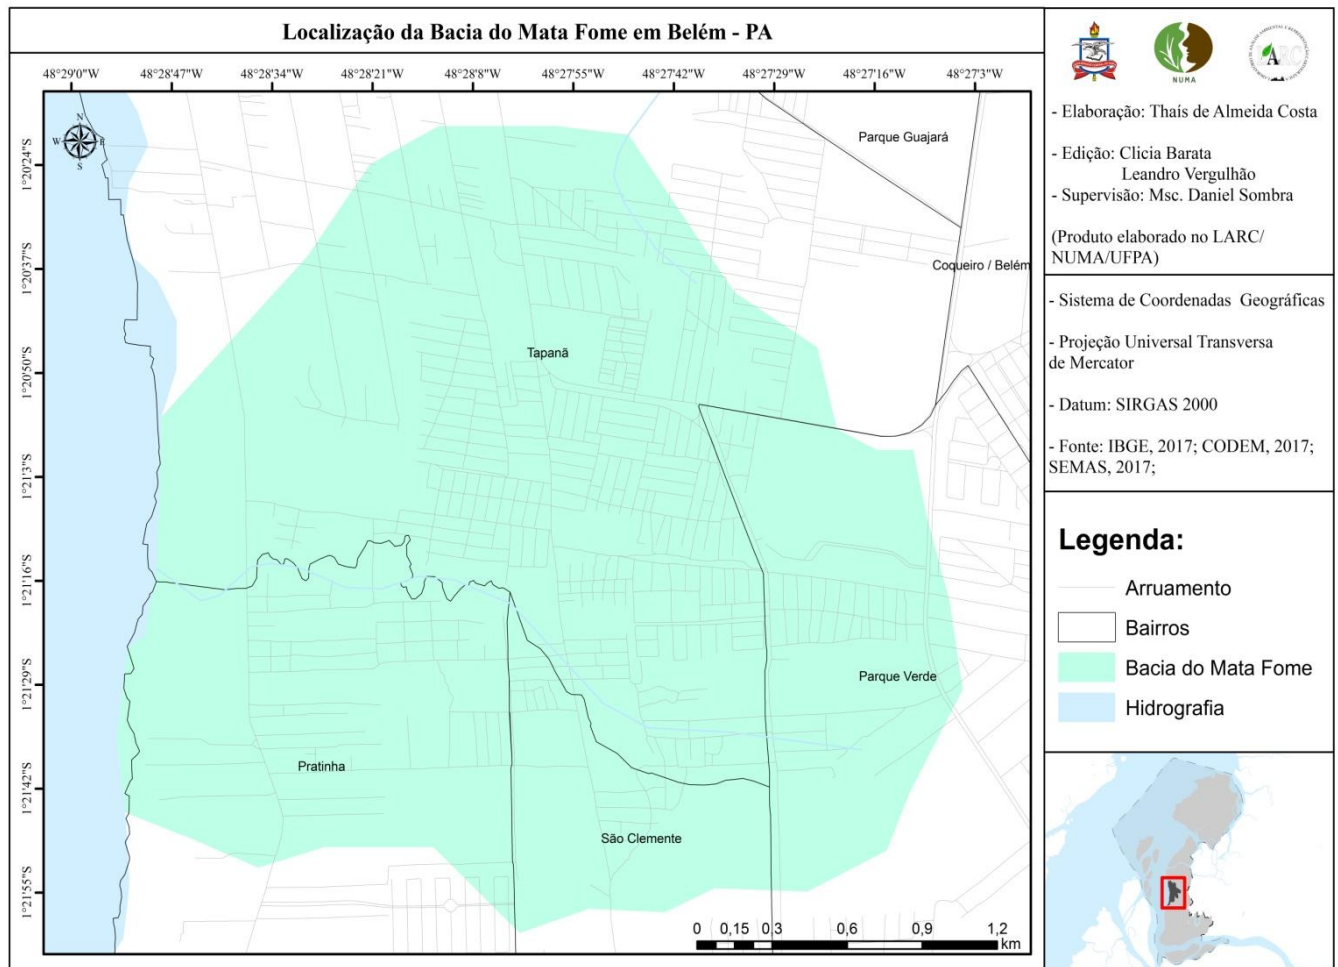 Localização da Bacia do Mata Fome em Belém - PA
48°29'0"W 48°28'47"W 48°28'34"W 48°28'21"W 48°28'8"W 48°27'55"W 48°27'42"W 48°27'29"W 48°27'16"W 48°27'3"W
N
W E
S
1°20'24"S
1°20'37"S
1°20'50"S
1°21'3"S
1°21'16"S
1°21'29"S
1°21'42"S
1°21'55"S
Parque Guajará
Coqueiro / Belém
Tapanã
Parque Verde
Pratinha
São Clemente
0 0,15 0,3 0,6 0,9 1,2
km
NUMA
LARC
- Elaboração: Thaís de Almeida Costa
- Edição: Clicia Barata
Leandro Vergulhão
- Supervisão: Msc. Daniel Sombra
(Produto elaborado no LARC/
NUMA/UFPA)
- Sistema de Coordenadas Geográficas
- Projeção Universal Transversa
de Mercator
- Datum: SIRGAS 2000
- Fonte: IBGE, 2017; CODEM, 2017;
SEMAS, 2017;
Legenda:
Arruamento
Bairros
Bacia do Mata Fome
Hidrografia